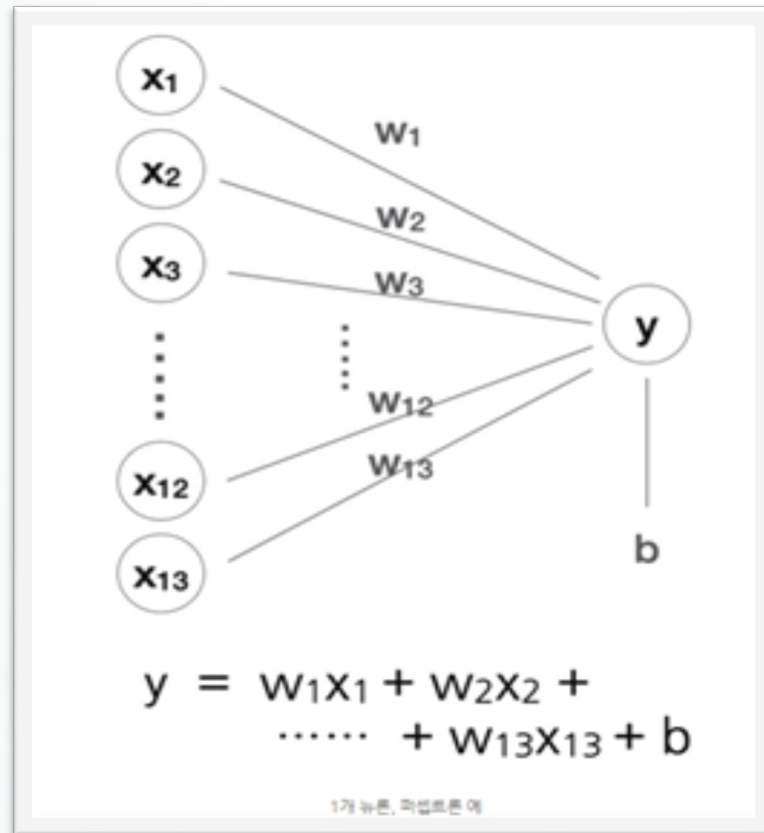 x₁
w₁
x₂
w₂
x₃
w₃
y
w₁₂
x₁₂
w₁₃
x₁₃
b
y = w₁x₁ + w₂x₂ +
······ + w₁₃x₁₃ + b
1개 뉴론, 퍼셉트론 예